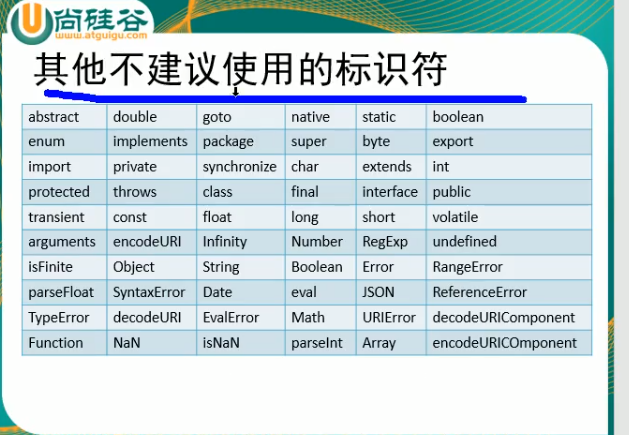 尚硅谷
www.atguigu.com
其他不建议使用的标识符
abstract double goto native static boolean
enum implements package super byte export
import private synchronize char extends int
protected throws class final interface public
transient const float long short volatile
arguments encodeURI Infinity Number RegExp undefined
isFinite Object String Boolean Error RangeError
parseFloat SyntaxError Date eval JSON ReferenceError
TypeError decodeURI EvalError Math URIError decodeURIComponent
Function NaN isNaN parseInt Array encodeURICOmponent